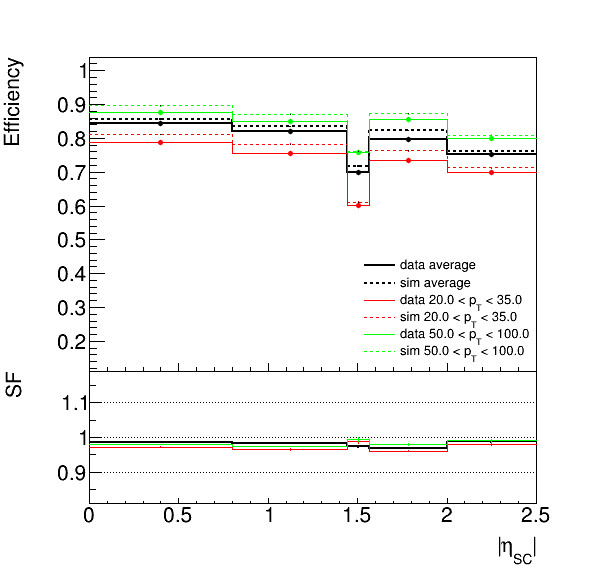 Efficiency
1
0.9
0.8
0.7
0.6
0.5
0.4
0.3
0.2
data average
sim average
data 20.0 < p_T < 35.0
sim 20.0 < p_T < 35.0
data 50.0 < p_T < 100.0
sim 50.0 < p_T < 100.0
SF
1.1
1
0.9
0 0.5 1 1.5 2 2.5
|η_SC|